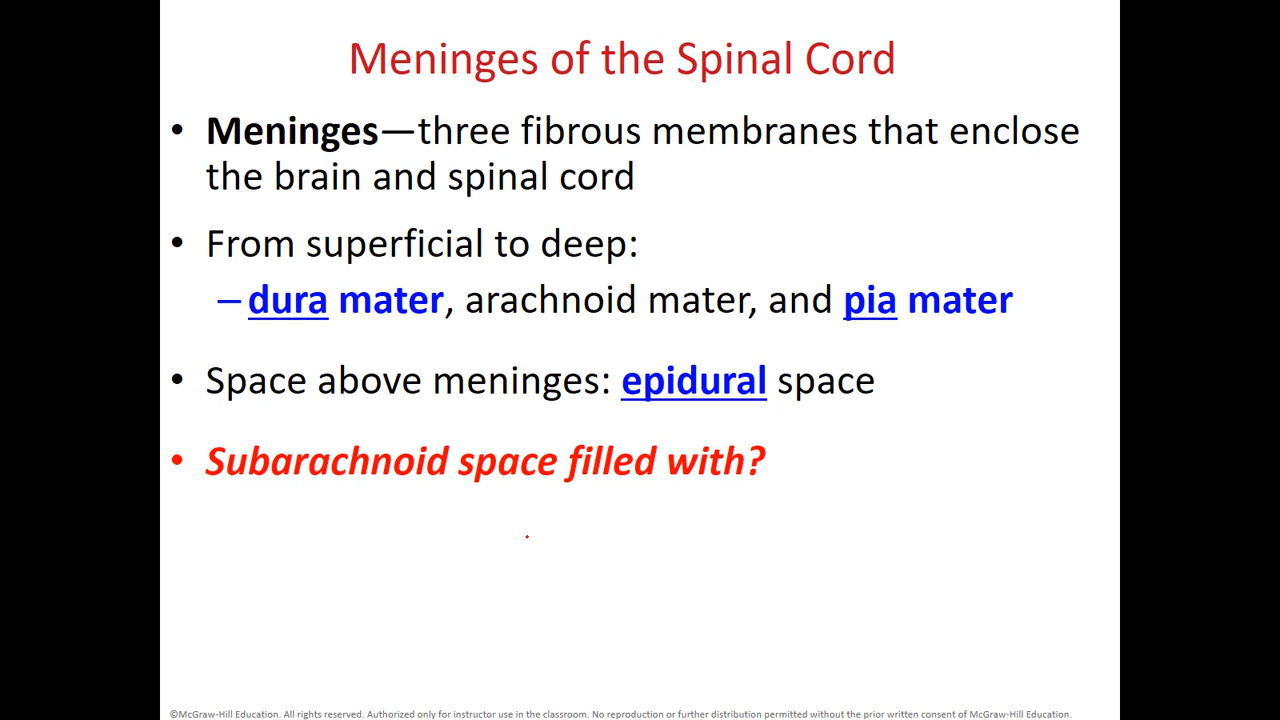 Meninges of the Spinal Cord
• Meninges—three fibrous membranes that enclose
the brain and spinal cord
• From superficial to deep:
–dura mater, arachnoid mater, and pia mater
• Space above meninges: epidural space
• Subarachnoid space filled with?
©McGraw-Hill Education. All rights reserved. Authorized only for instructor use in the classroom. No reproduction or further distribution permitted without the prior written consent of McGraw-Hill Education.